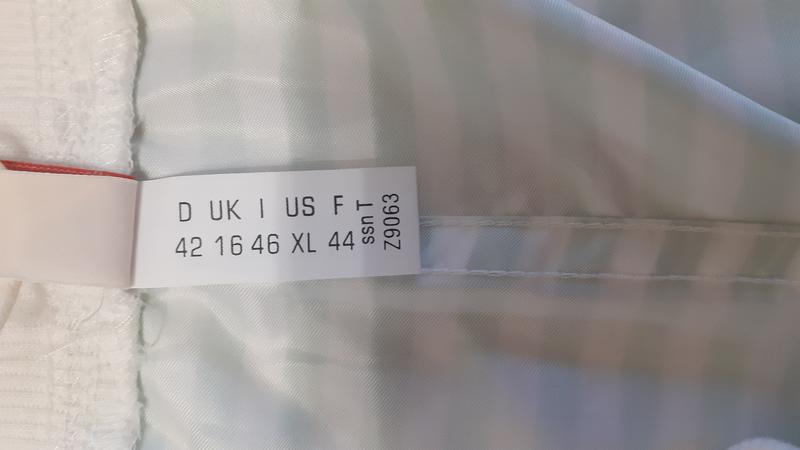 D UK I US F
42 16 46 XL 44
ssn T
Z9063